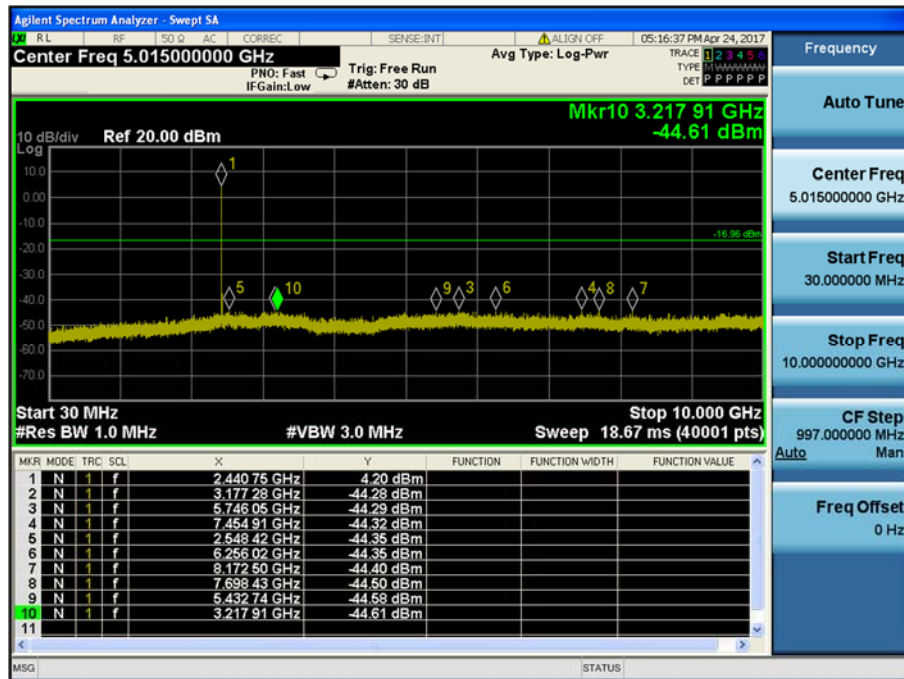 Agilent Spectrum Analyzer - Swept SA
RL RF 50 Ω AC CORREC SENSE:INT ALIGN OFF 05:16:37 PM Apr 24, 2017
Center Freq 5.015000000 GHz
PNO: Fast
IFGain:Low
Trig: Free Run
#Atten: 30 dB
Avg Type: Log-Pwr
TRACE 1 2 3 4 5 6
TYPE M
DET P P P P P P
Mkr10 3.217 91 GHz
-44.61 dBm
10 dB/div Ref 20.00 dBm
Log
10.0
0.00
-10.0
-20.0
-30.0
-40.0
-50.0
-60.0
-70.0
1
-16.96 dBm
5 10 9 3 6 4 8 7
Start 30 MHz Stop 10.000 GHz
#Res BW 1.0 MHz #VBW 3.0 MHz Sweep 18.67 ms (40001 pts)
MKR MODE TRC SCL X Y FUNCTION FUNCTION WIDTH FUNCTION VALUE
1 N 1 f 2.440 75 GHz 4.20 dBm
2 N 1 f 3.177 28 GHz -44.28 dBm
3 N 1 f 5.746 05 GHz -44.29 dBm
4 N 1 f 7.454 91 GHz -44.32 dBm
5 N 1 f 2.548 42 GHz -44.35 dBm
6 N 1 f 6.256 02 GHz -44.35 dBm
7 N 1 f 8.172 50 GHz -44.40 dBm
8 N 1 f 7.698 43 GHz -44.50 dBm
9 N 1 f 5.432 74 GHz -44.58 dBm
10 N 1 f 3.217 91 GHz -44.61 dBm
11
MSG STATUS
Frequency
Auto Tune
Center Freq
5.015000000 GHz
Start Freq
30.000000 MHz
Stop Freq
10.000000000 GHz
CF Step
997.000000 MHz
Auto Man
Freq Offset
0 Hz